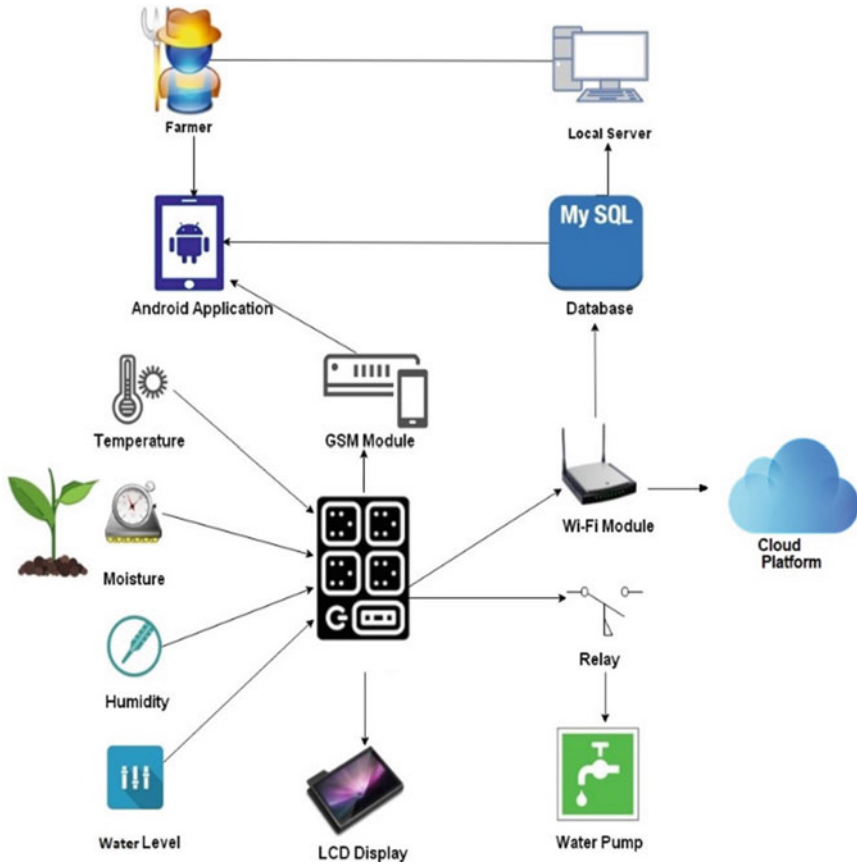 Farmer
Local Server
My SQL
Android Application
Database
Temperature
GSM Module
Wi-Fi Module
Cloud
Platform
Moisture
Relay
Humidity
Water Level
LCD Display
Water Pump